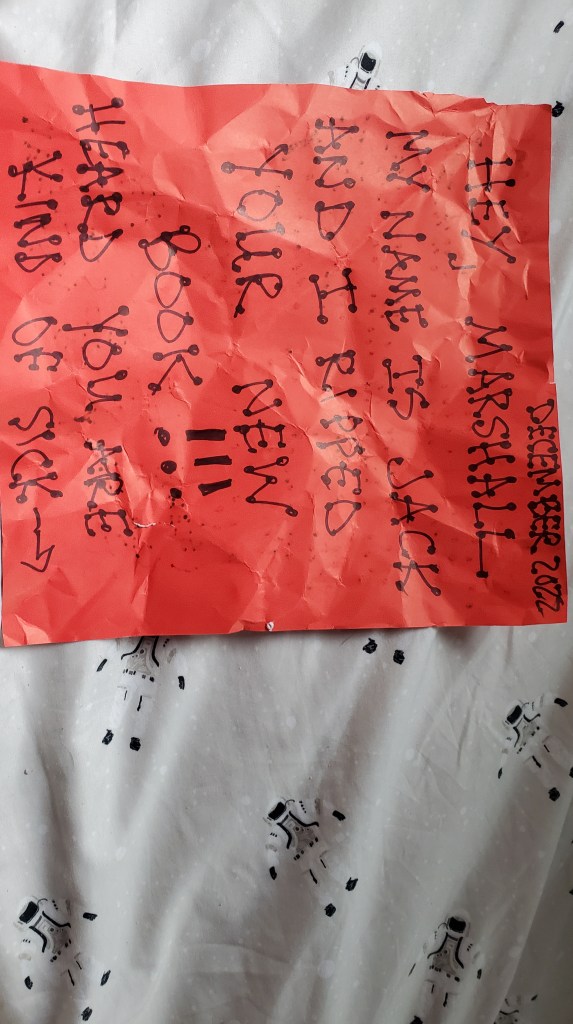 DECEMBER 2022
HEY MARSHALL
MY NAME IS JACK
AND I RIPPED
YOUR NEW
BOOK!!!
HEARD YOU ARE
KIND OF SICK →